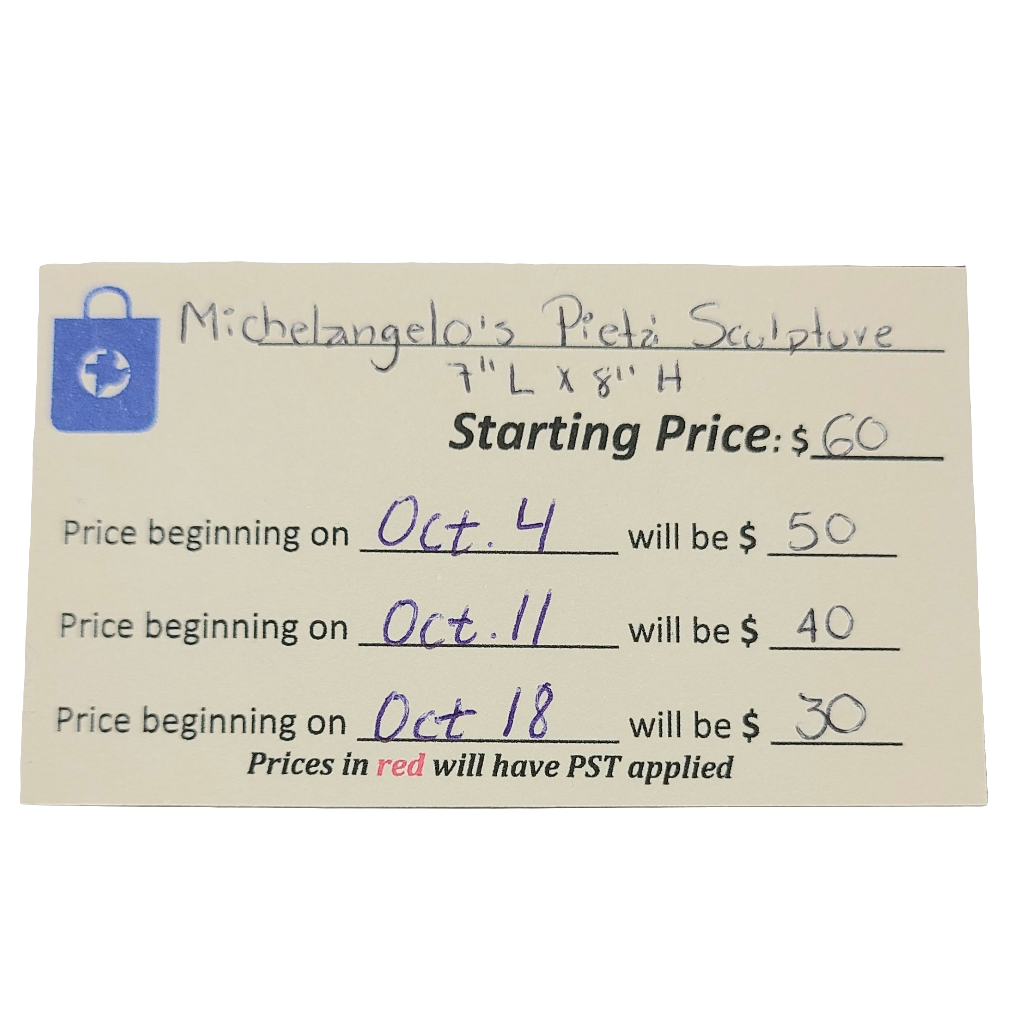 Michelangelo's Pietà Sculpture
7" L X 8" H
Starting Price: $ 60
Price beginning on Oct. 4 will be $ 50
Price beginning on Oct. 11 will be $ 40
Price beginning on Oct 18 will be $ 30
Prices in red will have PST applied